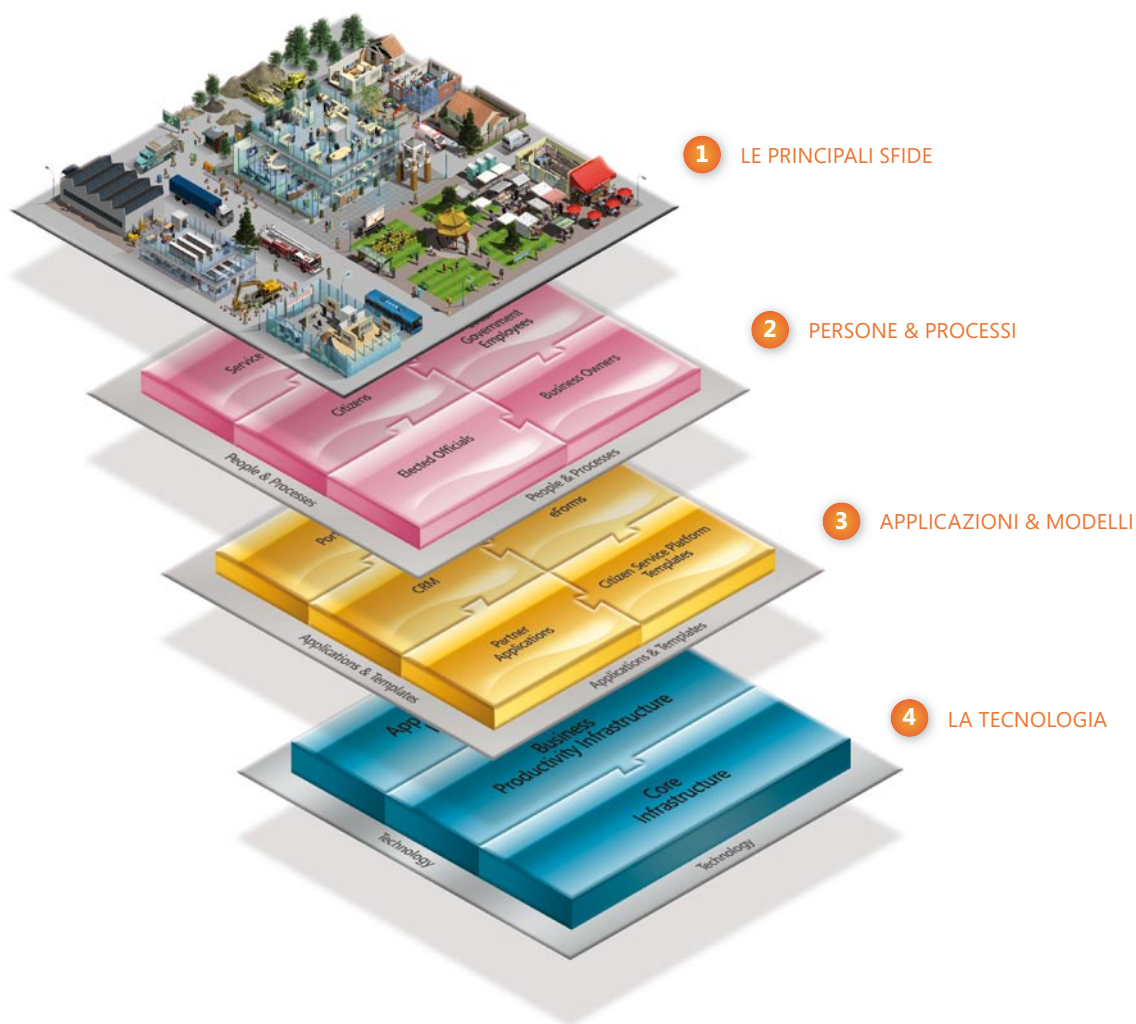 1 LE PRINCIPALI SFIDE
2 PERSONE & PROCESSI
Service
Government
Employees
Citizens
Business Owners
Elected Officials
People & Processes
People & Processes
3 APPLICAZIONI & MODELLI
eForms
CRM
Citizen Service Platform
Templates
Partner
Applications
Applications & Templates
Applications & Templates
4 LA TECNOLOGIA
Business
Productivity Infrastructure
Core
Infrastructure
Technology
Technology